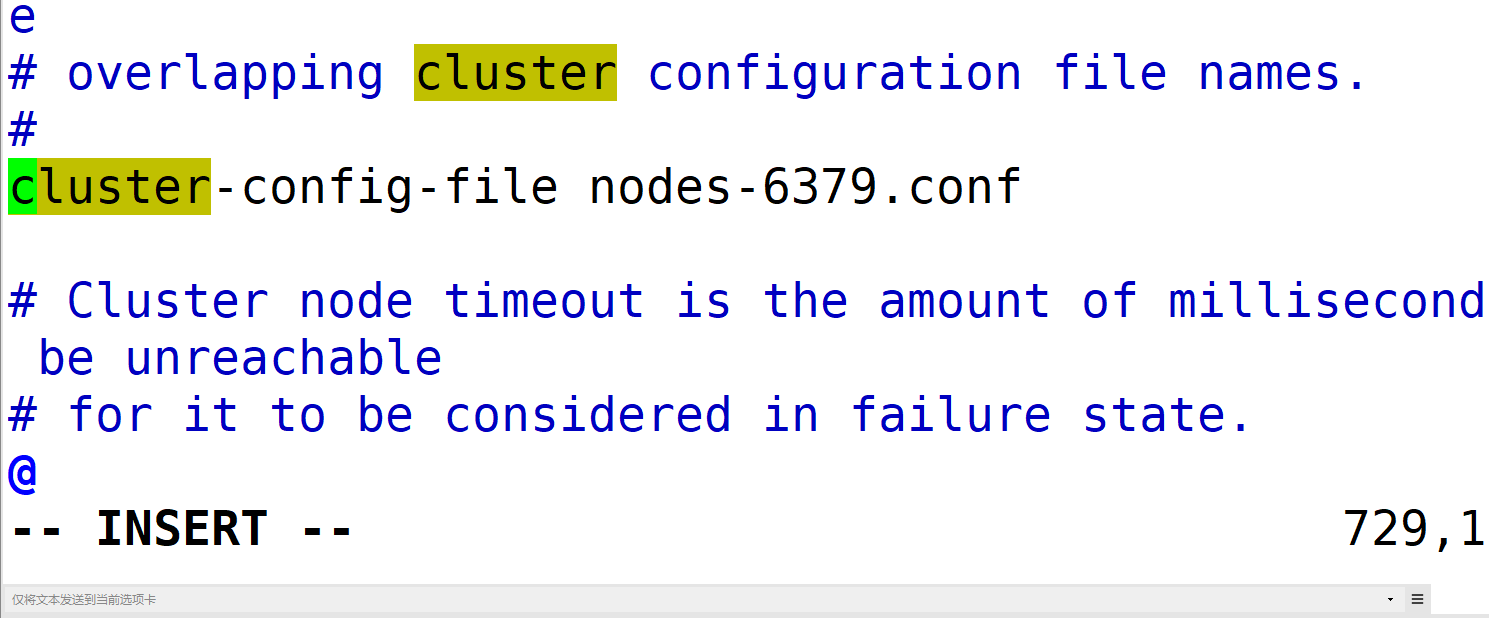 e
# overlapping cluster configuration file names.
#
cluster-config-file nodes-6379.conf
# Cluster node timeout is the amount of millisecond
be unreachable
# for it to be considered in failure state.
@
-- INSERT -- 729,1
仅将文本发送到当前选项卡